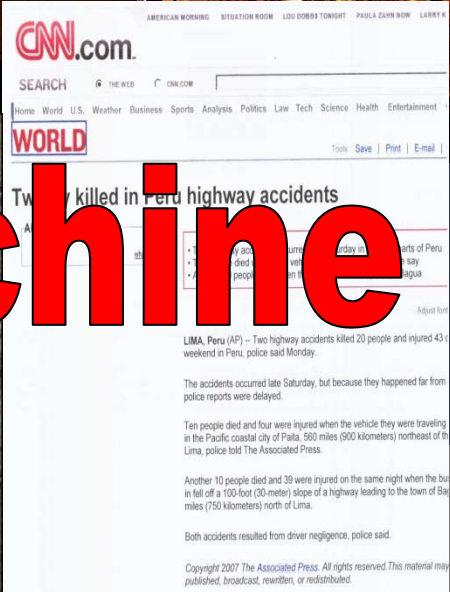 AMERICAN MORNING SITUATION ROOM LOU DOBBS TONIGHT PAULA ZAHN NOW LARRY K
CNN.com
SEARCH THE WEB CNN.COM
Home World U.S. Weather Business Sports Analysis Politics Law Tech Science Health Entertainment
WORLD
Tools Save | Print | E-mail |
killed in Peru highway accidents
chine
Adjust font
LIMA, Peru (AP) -- Two highway accidents killed 20 people and injured 43
weekend in Peru, police said Monday.
The accidents occurred late Saturday, but because they happened far from
police reports were delayed.
Ten people died and four were injured when the vehicle they were traveling
in the Pacific coastal city of Paita, 560 miles (900 kilometers) northeast of
Lima, police told The Associated Press.
Another 10 people died and 39 were injured on the same night when the
in fell off a 100-foot (30-meter) slope of a highway leading to the town of
miles (750 kilometers) north of Lima.
Both accidents resulted from driver negligence, police said.
Copyright 2007 The Associated Press. All rights reserved.This material may
published, broadcast, rewritten, or redistributed.